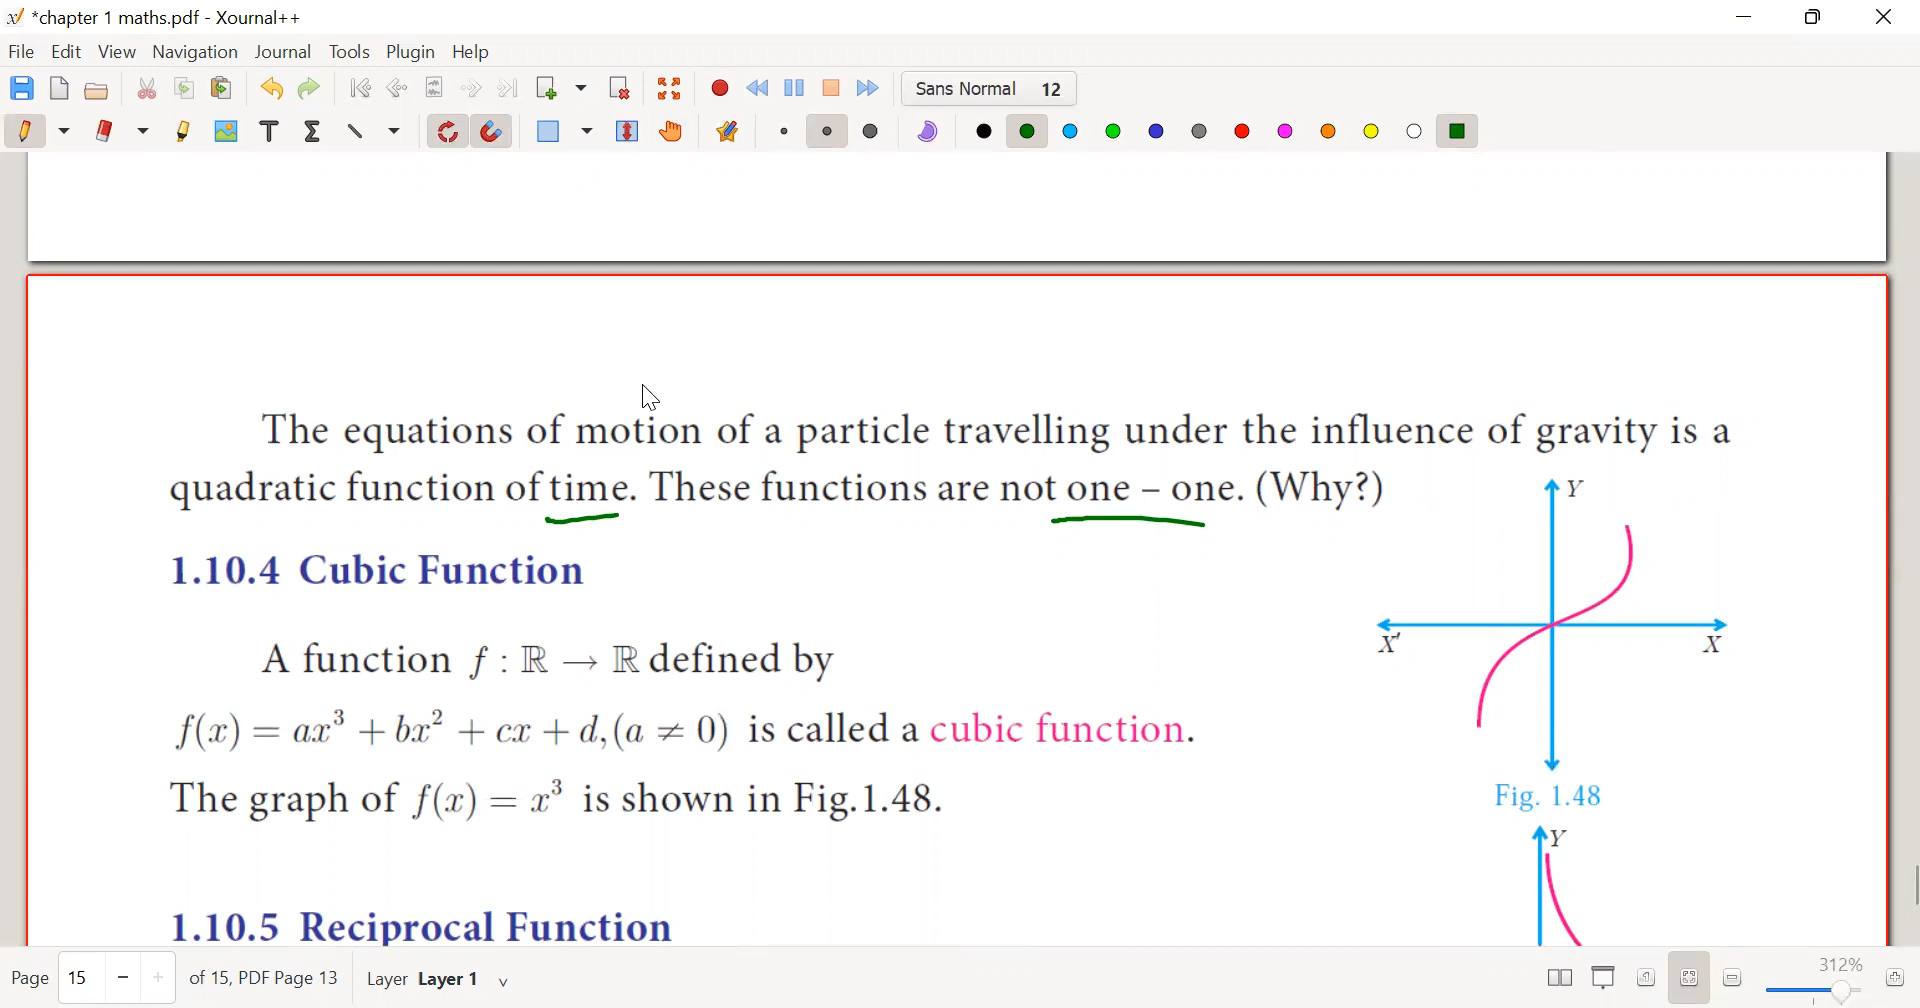 *chapter 1 maths.pdf - Xournal++
File Edit View Navigation Journal Tools Plugin Help
Sans Normal 12
The equations of motion of a particle travelling under the influence of gravity is a
quadratic function of time. These functions are not one – one. (Why?)
Y
1.10.4 Cubic Function
X′ X
A function f : ℝ → ℝ defined by
f(x) = ax³ + bx² + cx + d, (a ≠ 0) is called a cubic function.
The graph of f(x) = x³ is shown in Fig.1.48.
Fig. 1.48
Y
1.10.5 Reciprocal Function
Page 15 of 15, PDF Page 13 Layer Layer 1 312%